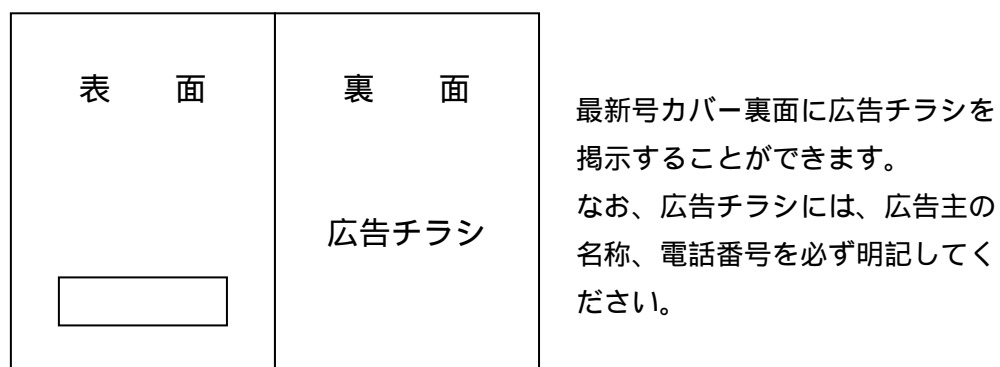 表　面
裏　面
広告チラシ
最新号カバー裏面に広告チラシを
掲示することができます。
なお、広告チラシには、広告主の
名称、電話番号を必ず明記してく
ださい。